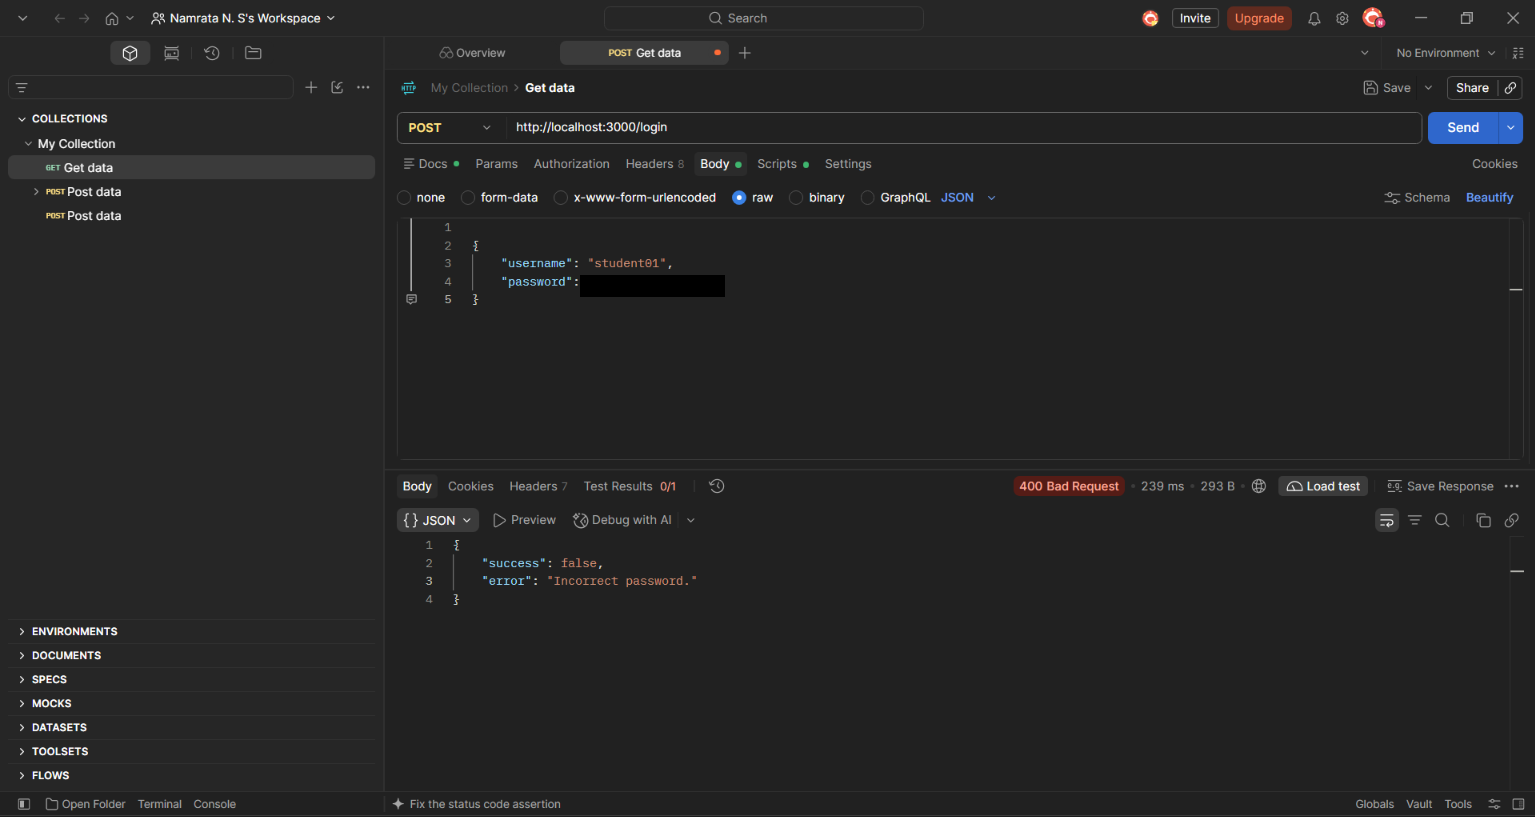 Namrata N. S's Workspace
Search
Invite
Upgrade
Overview
POST Get data
No Environment
My Collection > Get data
Save
Share
COLLECTIONS
My Collection
GET Get data
POST Post data
POST Post data
POST
http://localhost:3000/login
Send
Docs
Params
Authorization
Headers 8
Body
Scripts
Settings
Cookies
none
form-data
x-www-form-urlencoded
raw
binary
GraphQL
JSON
Schema
Beautify
1
2 {
3 "username": "student01",
4 "password":
5 }
Body
Cookies
Headers 7
Test Results 0/1
400 Bad Request
239 ms
293 B
Load test
e.g. Save Response
{} JSON
Preview
Debug with AI
1 {
2 "success": false,
3 "error": "Incorrect password."
4 }
ENVIRONMENTS
DOCUMENTS
SPECS
MOCKS
DATASETS
TOOLSETS
FLOWS
Open Folder
Terminal
Console
Fix the status code assertion
Globals
Vault
Tools